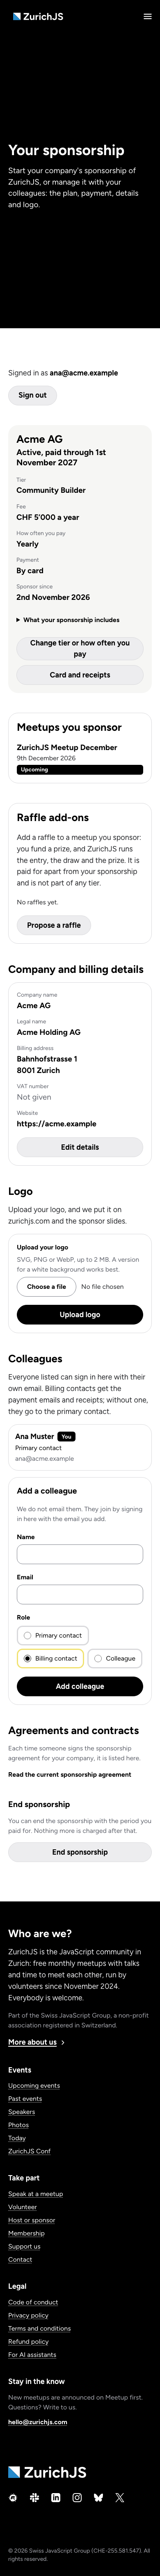 ZurichJS
Your sponsorship
Start your company's sponsorship of
ZurichJS, or manage it with your
colleagues: the plan, payment, details
and logo.
Signed in as ana@acme.example
Sign out
Acme AG
Active, paid through 1st
November 2027
Tier
Community Builder
Fee
CHF 5'000 a year
How often you pay
Yearly
Payment
By card
Sponsor since
2nd November 2026
What your sponsorship includes
Change tier or how often you
pay
Card and receipts
Meetups you sponsor
ZurichJS Meetup December
9th December 2026
Upcoming
Raffle add-ons
Add a raffle to a meetup you sponsor:
you fund a prize, and ZurichJS runs
the entry, the draw and the prize. It is
paid for apart from your sponsorship
and is not part of any tier.
No raffles yet.
Propose a raffle
Company and billing details
Company name
Acme AG
Legal name
Acme Holding AG
Billing address
Bahnhofstrasse 1
8001 Zurich
VAT number
Not given
Website
https://acme.example
Edit details
Logo
Upload your logo, and we put it on
zurichjs.com and the sponsor slides.
Upload your logo
SVG, PNG or WebP, up to 2 MB. A version
for a white background works best.
Choose a file
No file chosen
Upload logo
Colleagues
Everyone listed can sign in here with their
own email. Billing contacts get the
payment emails and receipts; without one,
they go to the primary contact.
Ana Muster You
Primary contact
ana@acme.example
Add a colleague
We do not email them. They join by signing
in here with the email you add.
Name
Email
Role
Primary contact
Billing contact
Colleague
Add colleague
Agreements and contracts
Each time someone signs the sponsorship
agreement for your company, it is listed here.
Read the current sponsorship agreement
End sponsorship
You can end the sponsorship with the period you
paid for. Nothing more is charged after that.
End sponsorship
Who are we?
ZurichJS is the JavaScript community in
Zurich: free monthly meetups with talks
and time to meet each other, run by
volunteers since November 2024.
Everybody is welcome.
Part of the Swiss JavaScript Group, a non-profit
association registered in Switzerland.
More about us
Events
Upcoming events
Past events
Speakers
Photos
Today
ZurichJS Conf
Take part
Speak at a meetup
Volunteer
Host or sponsor
Membership
Support us
Contact
Legal
Code of conduct
Privacy policy
Terms and conditions
Refund policy
For AI assistants
Stay in the know
New meetups are announced on Meetup first.
Questions? Write to us.
hello@zurichjs.com
ZurichJS
© 2026 Swiss JavaScript Group (CHE-255.581.547). All
rights reserved.